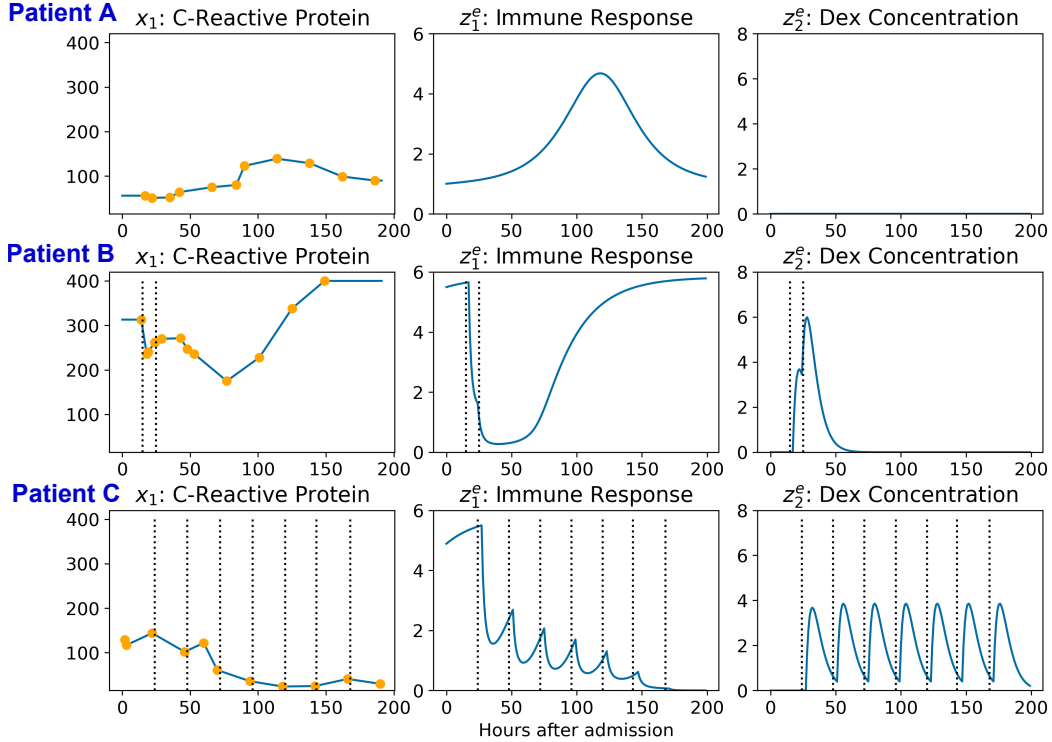 Patient A
x₁: C-Reactive Protein
z₁ᵉ: Immune Response
z₂ᵉ: Dex Concentration
400
300
200
100
0 50 100 150 200
6
4
2
0
0 50 100 150 200
8
6
4
2
0
0 50 100 150 200
Patient B
x₁: C-Reactive Protein
z₁ᵉ: Immune Response
z₂ᵉ: Dex Concentration
400
300
200
100
0 50 100 150 200
6
4
2
0
0 50 100 150 200
8
6
4
2
0
0 50 100 150 200
Patient C
x₁: C-Reactive Protein
z₁ᵉ: Immune Response
z₂ᵉ: Dex Concentration
400
300
200
100
0 50 100 150 200
6
4
2
0
0 50 100 150 200
8
6
4
2
0
0 50 100 150 200
Hours after admission